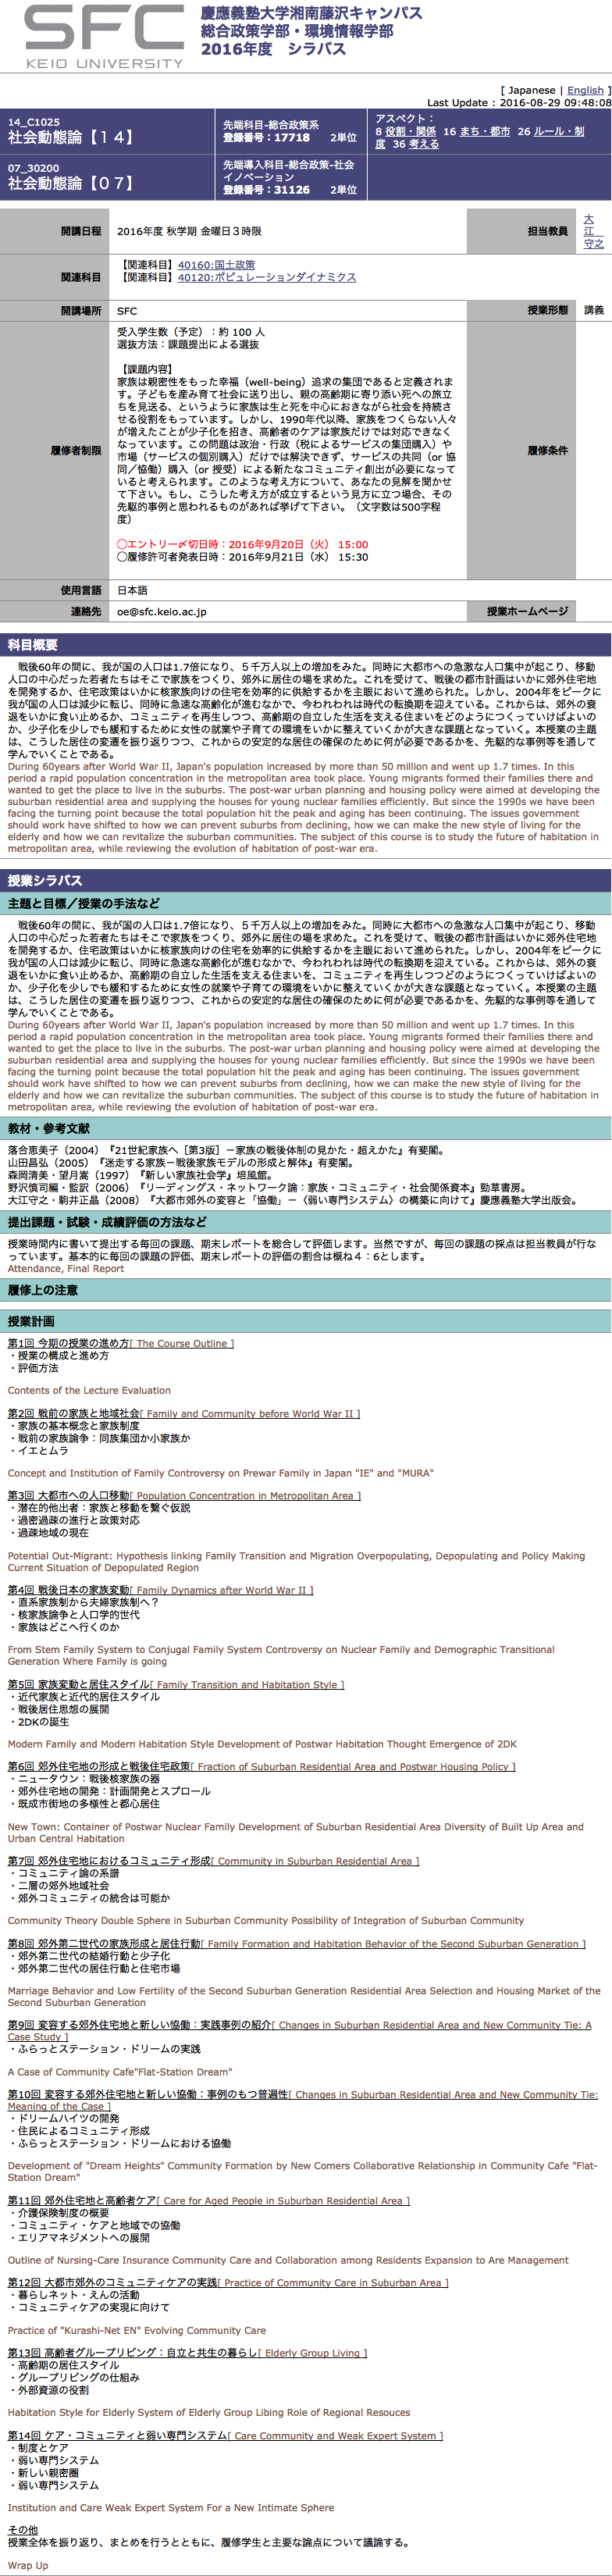 SFC
KEIO UNIVERSITY
慶應義塾大学湘南藤沢キャンパス
総合政策学部・環境情報学部
2016年度　シラバス
[ Japanese | English ]
Last Update : 2016-08-29 09:48:08
14_C1025
社会動態論【１４】
先端科目-総合政策系
登録番号：17718　2単位
アスペクト：
8 役割・関係　16 まち・都市　26 ルール・制
度　36 考える
07_30200
社会動態論【０７】
先端導入科目-総合政策-社会
イノベーション
登録番号：31126　2単位
開講日程
2016年度 秋学期 金曜日３時限
担当教員
大
江
守之
関連科目
【関連科目】40160:国土政策
【関連科目】40120:ポピュレーションダイナミクス
開講場所
SFC
授業形態
講義
履修者制限
受入学生数（予定）：約 100 人
選抜方法：課題提出による選抜
【課題内容】
家族は親密性をもった幸福（well-being）追求の集団であると定義されま
す。子どもを産み育て社会に送り出し、親の高齢期に寄り添い死への旅立
ちを見送る、というように家族は生と死を中心におきながら社会を持続さ
せる役割をもっています。しかし、1990年代以降、家族をつくらない人々
が増えたことが少子化を招き、高齢者のケアは家族だけでは対応できなく
なっています。この問題は政治・行政（税によるサービスの集団購入）や
市場（サービスの個別購入）だけでは解決できず、サービスの共同（or 協
同／恊働）購入（or 授受）による新たなコミュニティ創出が必要になって
いると考えられます。このような考え方について、あなたの見解を聞かせ
て下さい。もし、こうした考え方が成立するという見方に立つ場合、その
先駆的事例と思われるものがあれば挙げて下さい。（文字数は500字程
度）
◯エントリー〆切日時：2016年9月20日（火） 15:00
◯履修許可者発表日時：2016年9月21日（水） 15:30
履修条件
使用言語
日本語
連絡先
oe@sfc.keio.ac.jp
授業ホームページ
科目概要
　戦後60年の間に、我が国の人口は1.7倍になり、５千万人以上の増加をみた。同時に大都市への急激な人口集中が起こり、移動
人口の中心だった若者たちはそこで家族をつくり、郊外に居住の場を求めた。これを受けて、戦後の都市計画はいかに郊外住宅地
を開発するか、住宅政策はいかに核家族向けの住宅を効率的に供給するかを主眼において進められた。しかし、2004年をピークに
我が国の人口は減少に転じ、同時に急速な高齢化が進むなかで、今われわれは時代の転換期を迎えている。これからは、郊外の衰
退をいかに食い止めるか、コミュニティを再生しつつ、高齢期の自立した生活を支える住まいをどのようにつくっていけばよいの
か、少子化を少しでも緩和するために女性の就業や子育ての環境をいかに整えていくかが大きな課題となっていく。本授業の主題
は、こうした居住の変遷を振り返りつつ、これからの安定的な居住の確保のために何が必要であるかを、先駆的な事例等を通して
学んでいくことである。
During 60years after World War II, Japan's population increased by more than 50 million and went up 1.7 times. In this
period a rapid population concentration in the metropolitan area took place. Young migrants formed their families there and
wanted to get the place to live in the suburbs. The post-war urban planning and housing policy were aimed at developing the
suburban residential area and supplying the houses for young nuclear families efficiently. But since the 1990s we have been
facing the turning point because the total population hit the peak and aging has been continuing. The issues government
should work have shifted to how we can prevent suburbs from declining, how we can make the new style of living for the
elderly and how we can revitalize the suburban communities. The subject of this course is to study the future of habitation in
metropolitan area, while reviewing the evolution of habitation of post-war era.
授業シラバス
主題と目標／授業の手法など
　戦後60年の間に、我が国の人口は1.7倍になり、５千万人以上の増加をみた。同時に大都市への急激な人口集中が起こり、移動
人口の中心だった若者たちはそこで家族をつくり、郊外に居住の場を求めた。これを受けて、戦後の都市計画はいかに郊外住宅地
を開発するか、住宅政策はいかに核家族向けの住宅を効率的に供給するかを主眼において進められた。しかし、2004年をピークに
我が国の人口は減少に転じ、同時に急速な高齢化が進むなかで、今われわれは時代の転換期を迎えている。これからは、郊外の衰
退をいかに食い止めるか、高齢期の自立した生活を支える住まいを、コミュニティを再生しつつどのようにつくっていけばよいの
か、少子化を少しでも緩和するために女性の就業や子育ての環境をいかに整えていくかが大きな課題となっていく。本授業の主題
は、こうした居住の変遷を振り返りつつ、これからの安定的な居住の確保のために何が必要であるかを、先駆的な事例等を通して
学んでいくことである。
During 60years after World War II, Japan's population increased by more than 50 million and went up 1.7 times. In this
period a rapid population concentration in the metropolitan area took place. Young migrants formed their families there and
wanted to get the place to live in the suburbs. The post-war urban planning and housing policy were aimed at developing the
suburban residential area and supplying the houses for young nuclear families efficiently. But since the 1990s we have been
facing the turning point because the total population hit the peak and aging has been continuing. The issues government
should work have shifted to how we can prevent suburbs from declining, how we can make the new style of living for the
elderly and how we can revitalize the suburban communities. The subject of this course is to study the future of habitation in
metropolitan area, while reviewing the evolution of habitation of post-war era.
教材・参考文献
落合恵美子（2004）『21世紀家族へ［第3版］－家族の戦後体制の見かた・超えかた』有斐閣。
山田昌弘（2005）『迷走する家族－戦後家族モデルの形成と解体』有斐閣。
森岡清美・望月嵩（1997）『新しい家族社会学』培風館。
野沢慎司編・監訳（2006）『リーディングス・ネットワーク論：家族・コミュニティ・社会関係資本』勁草書房。
大江守之・駒井正晶（2008）『大都市郊外の変容と「協働」－〈弱い専門システム〉の構築に向けて』慶應義塾大学出版会。
提出課題・試験・成績評価の方法など
授業時間内に書いて提出する毎回の課題、期末レポートを総合して評価します。当然ですが、毎回の課題の採点は担当教員が行な
っています。基本的に毎回の課題の評価、期末レポートの評価の割合は概ね４：6とします。
Attendance, Final Report
履修上の注意
授業計画
第1回 今期の授業の進め方[ The Course Outline ]
・授業の構成と進め方
・評価方法
Contents of the Lecture Evaluation
第2回 戦前の家族と地域社会[ Family and Community before World War II ]
・家族の基本概念と家族制度
・戦前の家族論争：同族集団か小家族か
・イエとムラ
Concept and Institution of Family Controversy on Prewar Family in Japan "IE" and "MURA"
第3回 大都市への人口移動[ Population Concentration in Metropolitan Area ]
・潜在的他出者：家族と移動を繋ぐ仮説
・過密過疎の進行と政策対応
・過疎地域の現在
Potential Out-Migrant: Hypothesis linking Family Transition and Migration Overpopulating, Depopulating and Policy Making
Current Situation of Depopulated Region
第4回 戦後日本の家族変動[ Family Dynamics after World War II ]
・直系家族制から夫婦家族制へ？
・核家族論争と人口学的世代
・家族はどこへ行くのか
From Stem Family System to Conjugal Family System Controversy on Nuclear Family and Demographic Transitional
Generation Where Family is going
第5回 家族変動と居住スタイル[ Family Transition and Habitation Style ]
・近代家族と近代的居住スタイル
・戦後居住思想の展開
・2DKの誕生
Modern Family and Modern Habitation Style Development of Postwar Habitation Thought Emergence of 2DK
第6回 郊外住宅地の形成と戦後住宅政策[ Fraction of Suburban Residential Area and Postwar Housing Policy ]
・ニュータウン：戦後核家族の器
・郊外住宅地の開発：計画開発とスプロール
・既成市街地の多様性と都心居住
New Town: Container of Postwar Nuclear Family Development of Suburban Residential Area Diversity of Built Up Area and
Urban Central Habitation
第7回 郊外住宅地におけるコミュニティ形成[ Community in Suburban Residential Area ]
・コミュニティ論の系譜
・二層の郊外地域社会
・郊外コミュニティの統合は可能か
Community Theory Double Sphere in Suburban Community Possibility of Integration of Suburban Community
第8回 郊外第二世代の家族形成と居住行動[ Family Formation and Habitation Behavior of the Second Suburban Generation ]
・郊外第二世代の結婚行動と少子化
・郊外第二世代の居住行動と住宅市場
Marriage Behavior and Low Fertility of the Second Suburban Generation Residential Area Selection and Housing Market of the
Second Suburban Generation
第9回 変容する郊外住宅地と新しい恊働：実践事例の紹介[ Changes in Suburban Residential Area and New Community Tie: A
Case Study ]
・ふらっとステーション・ドリームの実践
A Case of Community Cafe"Flat-Station Dream"
第10回 変容する郊外住宅地と新しい協働：事例のもつ普遍性[ Changes in Suburban Residential Area and New Community Tie:
Meaning of the Case ]
・ドリームハイツの開発
・住民によるコミュニティ形成
・ふらっとステーション・ドリームにおける協働
Development of "Dream Heights" Community Formation by New Comers Collaborative Relationship in Community Cafe "Flat-
Station Dream"
第11回 郊外住宅地と高齢者ケア[ Care for Aged People in Suburban Residential Area ]
・介護保険制度の概要
・コミュニティ・ケアと地域での協働
・エリアマネジメントへの展開
Outline of Nursing-Care Insurance Community Care and Collaboration among Residents Expansion to Are Management
第12回 大都市郊外のコミュニティケアの実践[ Practice of Community Care in Suburban Area ]
・暮らしネット・えんの活動
・コミュニティケアの実現に向けて
Practice of "Kurashi-Net EN" Evolving Community Care
第13回 高齢者グループリビング：自立と共生の暮らし[ Elderly Group Living ]
・高齢期の居住スタイル
・グループリビングの仕組み
・外部資源の役割
Habitation Style for Elderly System of Elderly Group Libing Role of Regional Resouces
第14回 ケア・コミュニティと弱い専門システム[ Care Community and Weak Expert System ]
・制度とケア
・弱い専門システム
・新しい親密圏
・弱い専門システム
Institution and Care Weak Expert System For a New Intimate Sphere
その他
授業全体を振り返り、まとめを行うとともに、履修学生と主要な論点について議論する。
Wrap Up